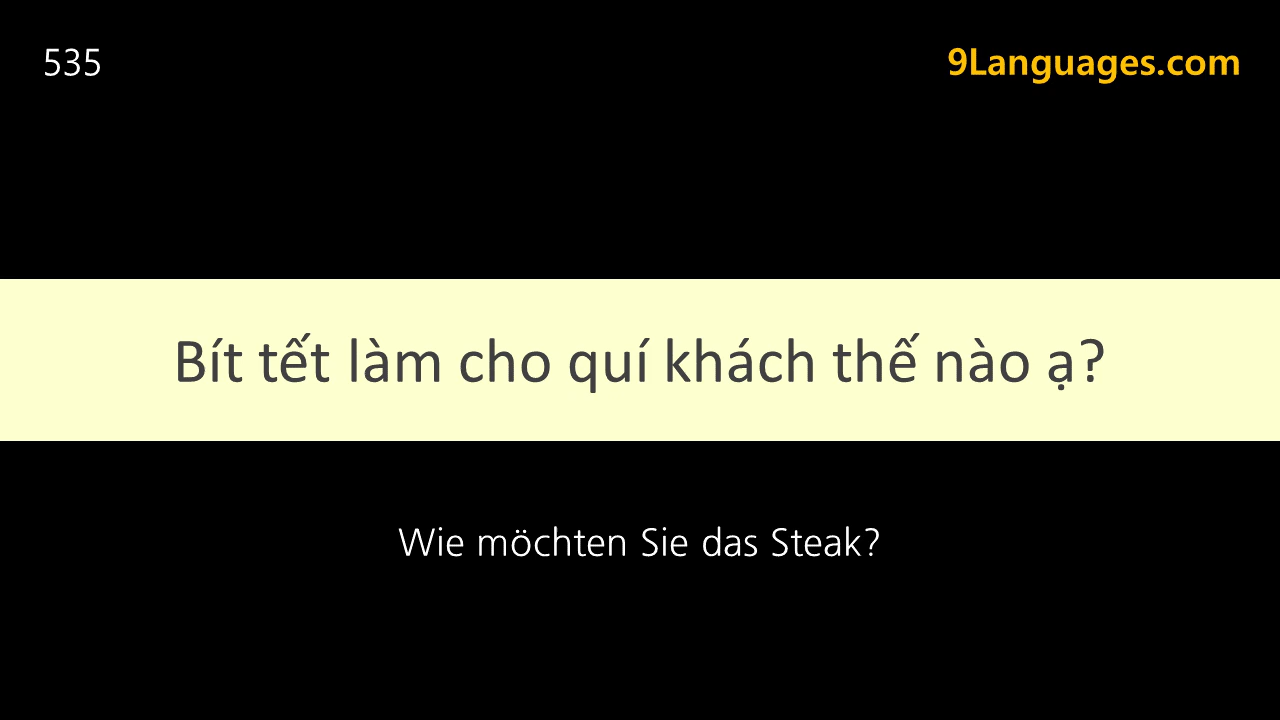 535
9Languages.com
Bít tết làm cho quí khách thế nào ạ?
Wie möchten Sie das Steak?